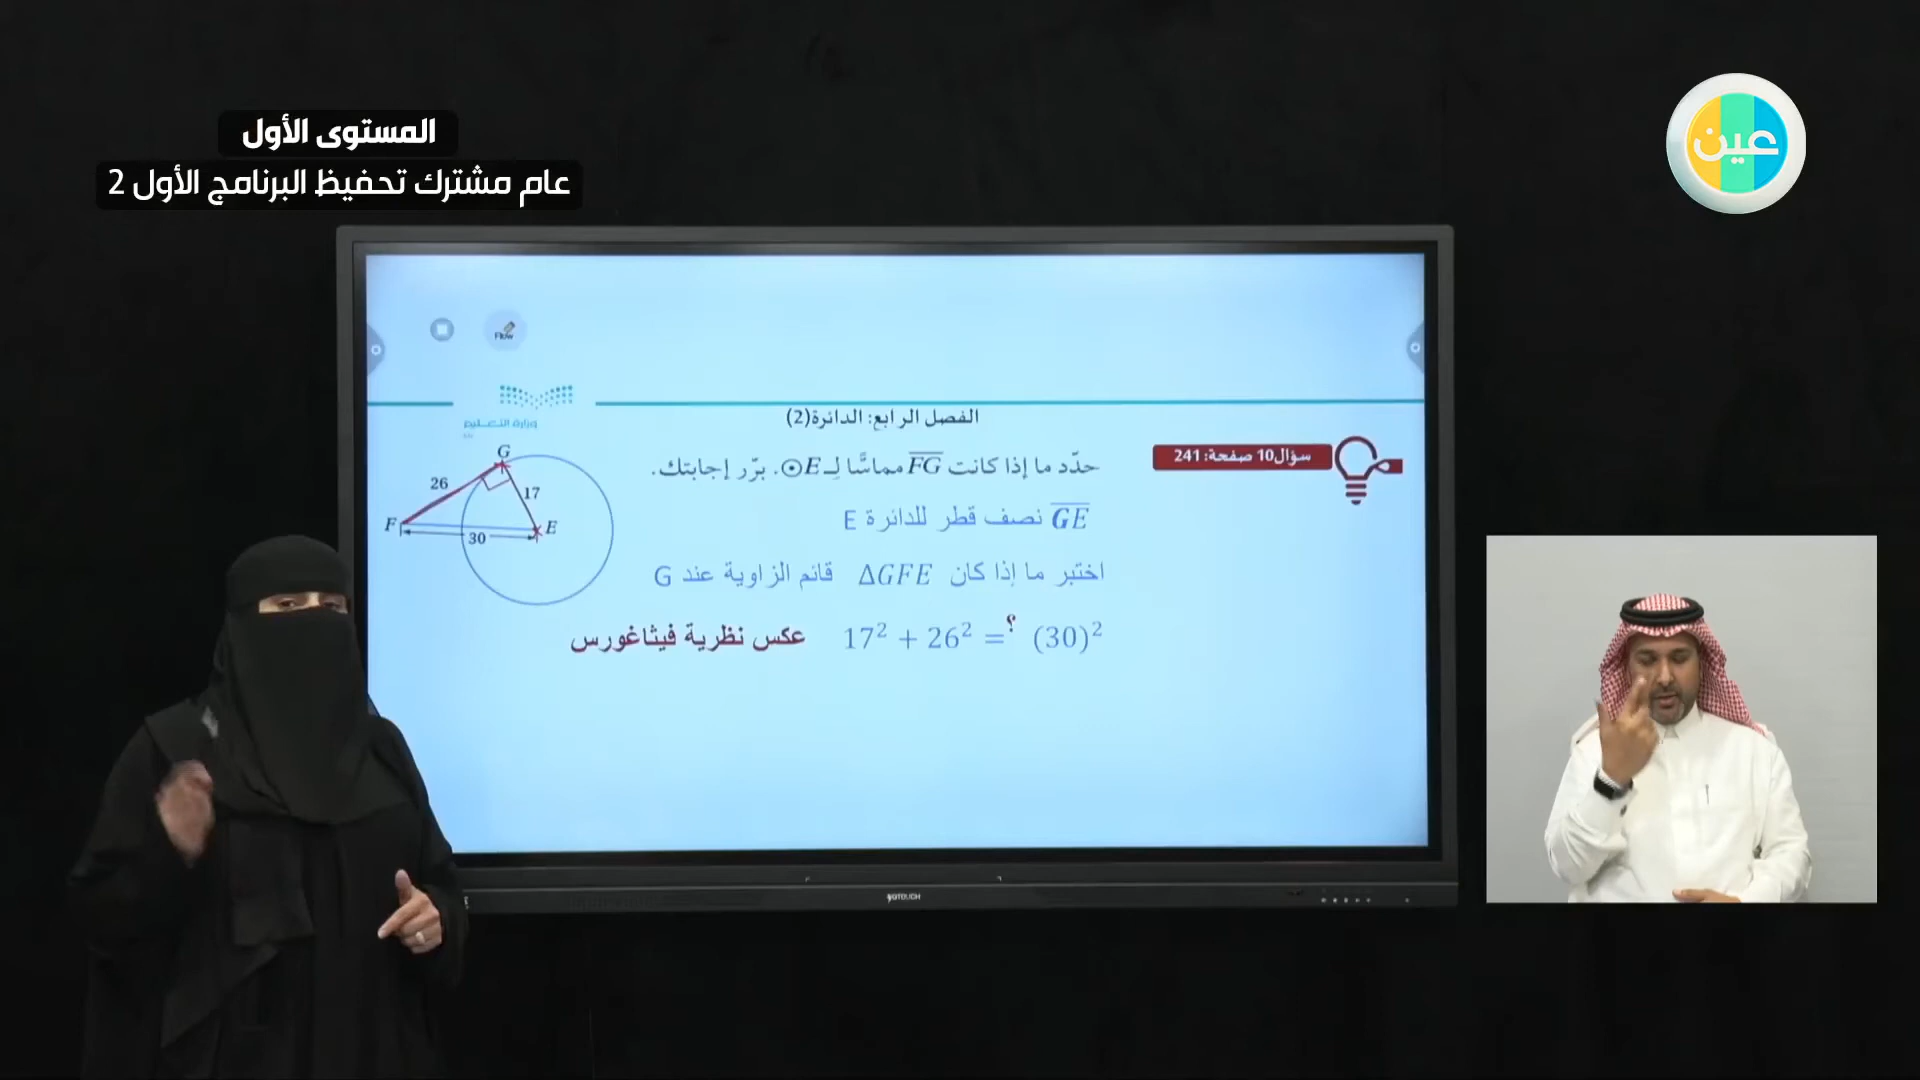 المستوى الأول
عام مشترك تحفيظ البرنامج الأول 2
عين
Flow
وزارة التعليم
الفصل الرابع: الدائرة(2)
سؤال10 صفحة: 241
حدّد ما إذا كانت FG مماسًّا لِـ ⊙E. برّر إجابتك.
GE نصف قطر للدائرة E
اختبر ما إذا كان ΔGFE قائم الزاوية عند G
17² + 26² =؟ (30)² عكس نظرية فيثاغورس
G
26
17
F
E
30